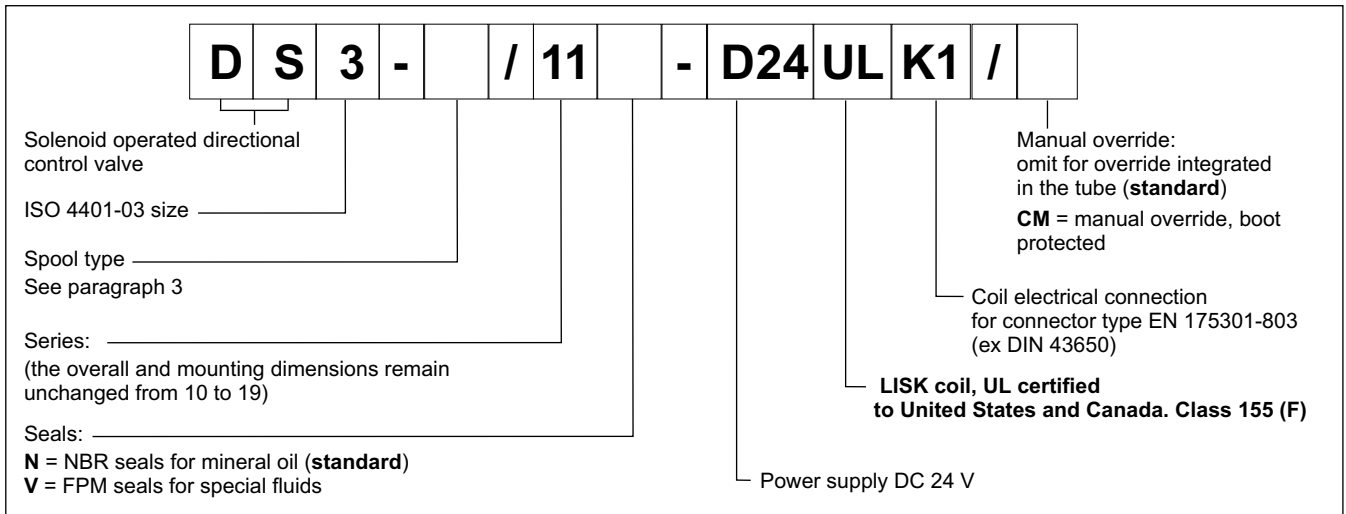 D S 3 - / 11 - D24 UL K1 /
Solenoid operated directional
control valve
ISO 4401-03 size
Spool type
See paragraph 3
Series:
(the overall and mounting dimensions remain
unchanged from 10 to 19)
Seals:
N = NBR seals for mineral oil (standard)
V = FPM seals for special fluids
Manual override:
omit for override integrated
in the tube (standard)
CM = manual override, boot
protected
Coil electrical connection
for connector type EN 175301-803
(ex DIN 43650)
LISK coil, UL certified
to United States and Canada. Class 155 (F)
Power supply DC 24 V